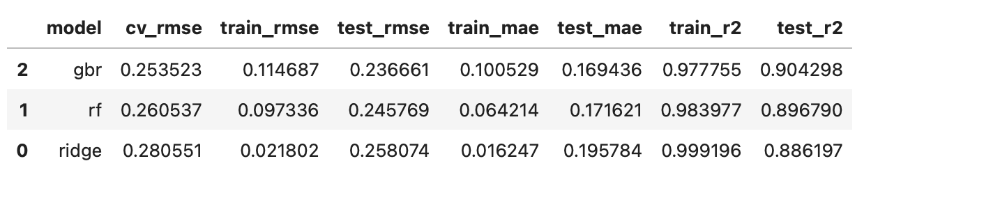 model cv_rmse train_rmse test_rmse train_mae test_mae train_r2 test_r2
2 gbr 0.253523 0.114687 0.236661 0.100529 0.169436 0.977755 0.904298
1 rf 0.260537 0.097336 0.245769 0.064214 0.171621 0.983977 0.896790
0 ridge 0.280551 0.021802 0.258074 0.016247 0.195784 0.999196 0.886197